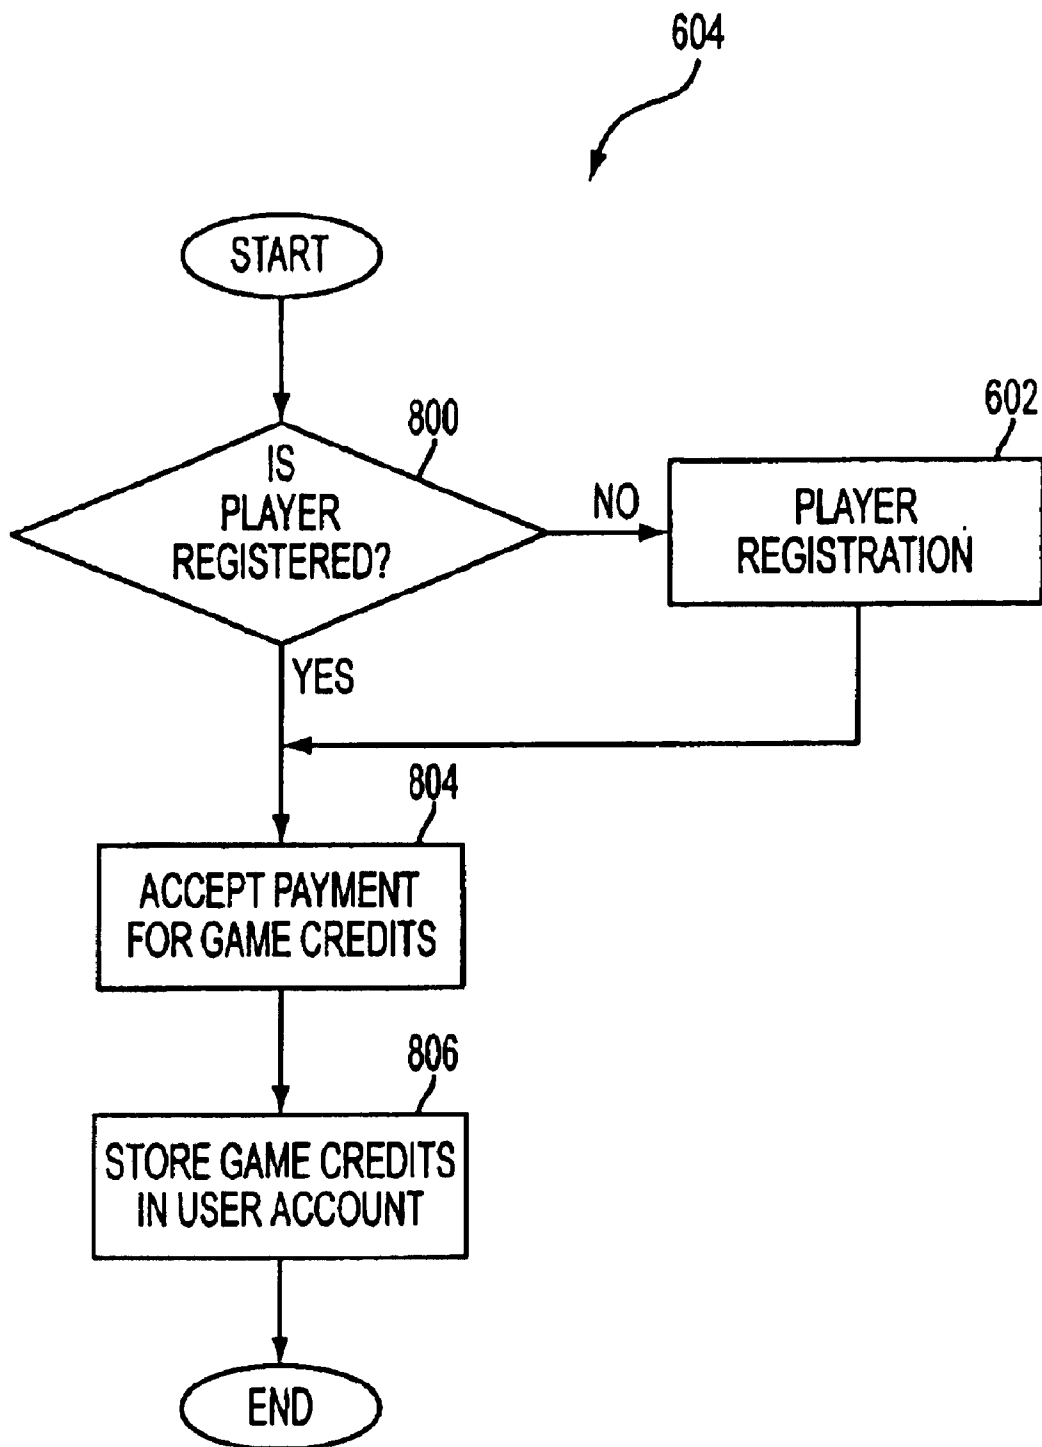 604
START
800
IS
PLAYER
REGISTERED?
NO
602
PLAYER
REGISTRATION
YES
804
ACCEPT PAYMENT
FOR GAME CREDITS
806
STORE GAME CREDITS
IN USER ACCOUNT
END